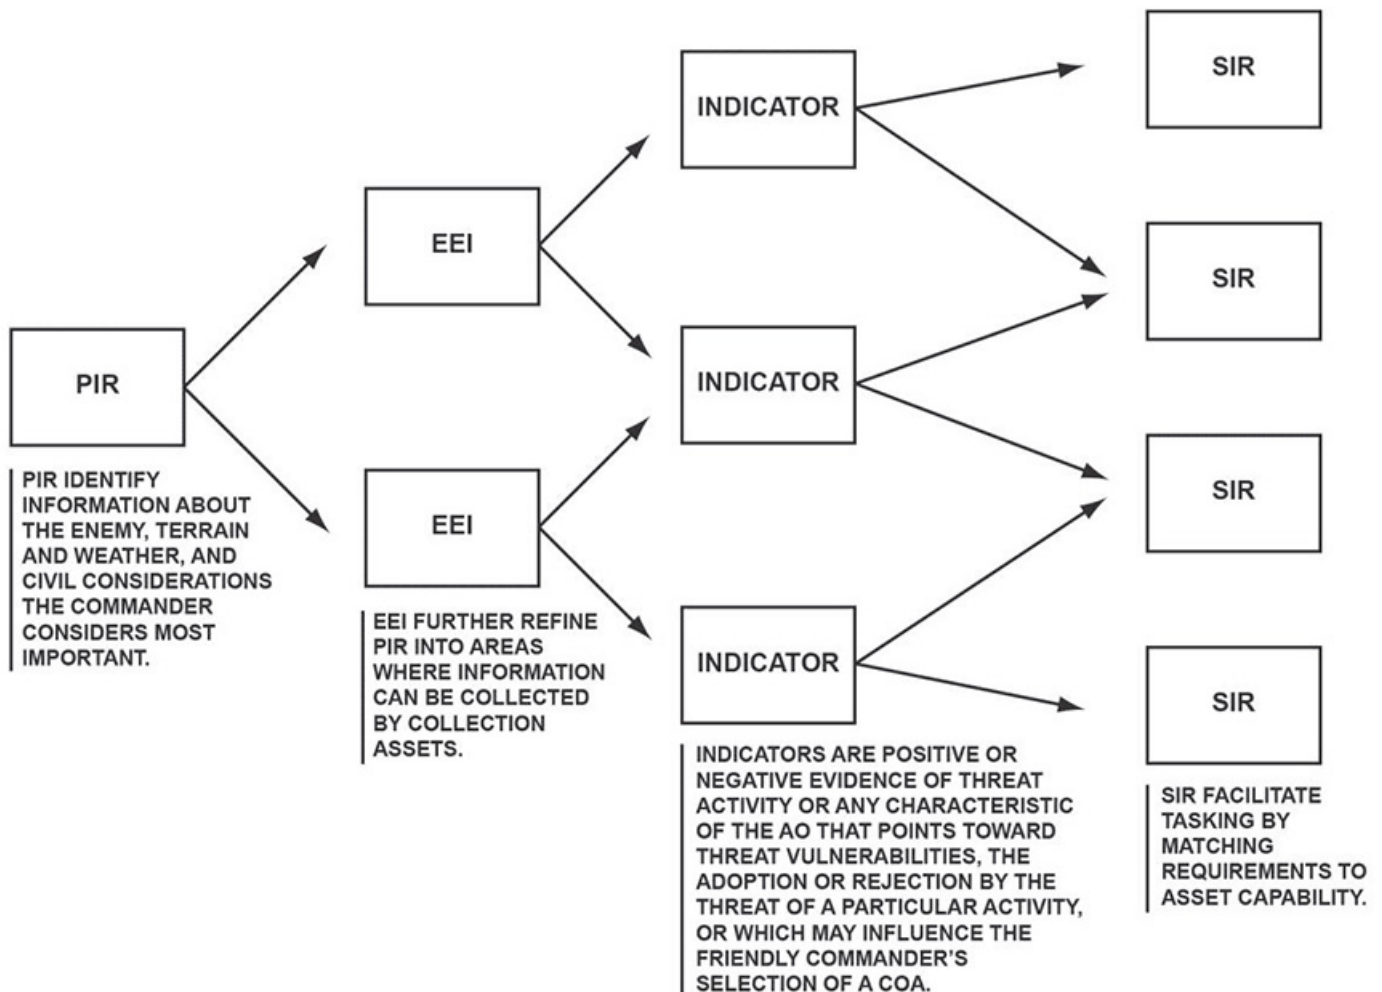 PIR
PIR IDENTIFY
INFORMATION ABOUT
THE ENEMY, TERRAIN
AND WEATHER, AND
CIVIL CONSIDERATIONS
THE COMMANDER
CONSIDERS MOST
IMPORTANT.
EEI
EEI
EEI FURTHER REFINE
PIR INTO AREAS
WHERE INFORMATION
CAN BE COLLECTED
BY COLLECTION
ASSETS.
INDICATOR
INDICATOR
INDICATOR
INDICATORS ARE POSITIVE OR
NEGATIVE EVIDENCE OF THREAT
ACTIVITY OR ANY CHARACTERISTIC
OF THE AO THAT POINTS TOWARD
THREAT VULNERABILITIES, THE
ADOPTION OR REJECTION BY THE
THREAT OF A PARTICULAR ACTIVITY,
OR WHICH MAY INFLUENCE THE
FRIENDLY COMMANDER'S
SELECTION OF A COA.
SIR
SIR
SIR
SIR
SIR FACILITATE
TASKING BY
MATCHING
REQUIREMENTS TO
ASSET CAPABILITY.